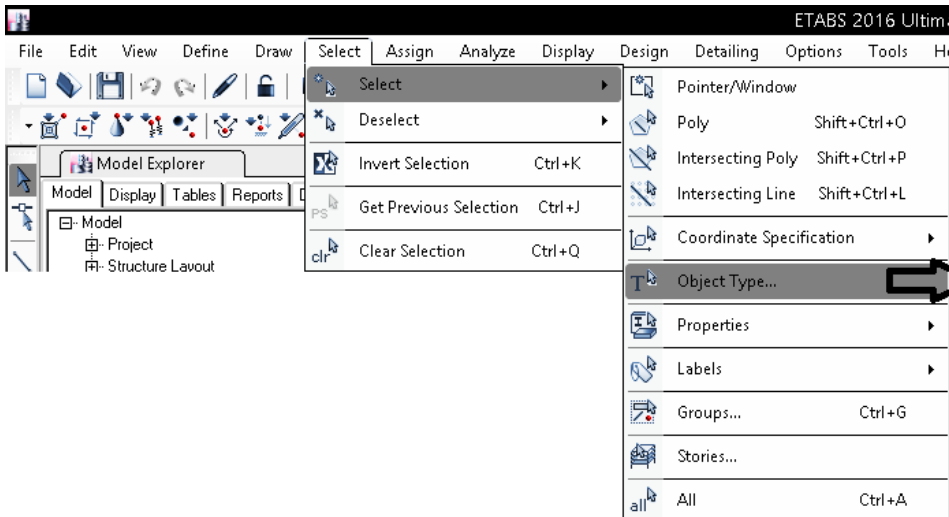 ETABS 2016 Ultim
File Edit View Define Draw Select Assign Analyze Display Design Detailing Options Tools
Select
Deselect
Invert Selection Ctrl+K
Get Previous Selection Ctrl+J
Clear Selection Ctrl+Q
Pointer/Window
Poly Shift+Ctrl+O
Intersecting Poly Shift+Ctrl+P
Intersecting Line Shift+Ctrl+L
Coordinate Specification
Object Type...
Properties
Labels
Groups... Ctrl+G
Stories...
All Ctrl+A
PS
clr
T
all
Model Explorer
Model Display Tables Reports
Model
Project
Structure Layout